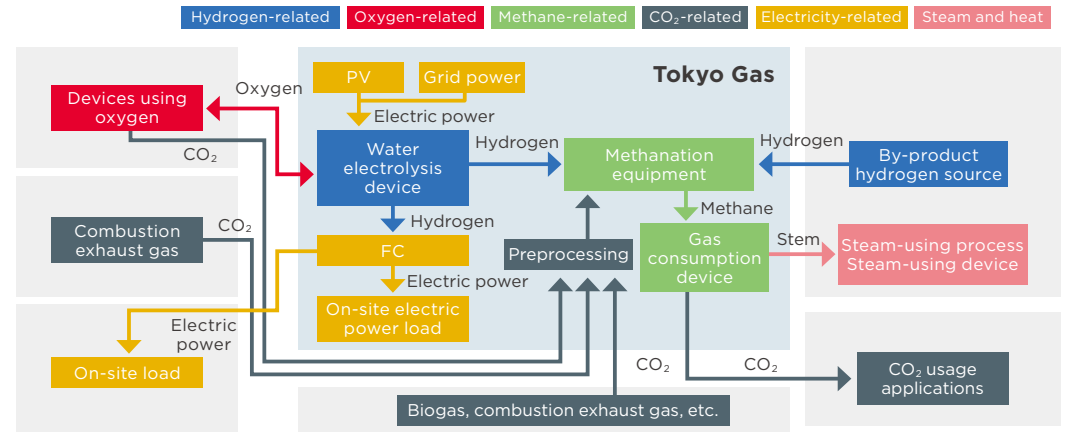 Hydrogen-related
Oxygen-related
Methane-related
CO₂-related
Electricity-related
Steam and heat
Tokyo Gas
PV
Grid power
Oxygen
Devices using
oxygen
Electric power
CO₂
Water
electrolysis
device
Hydrogen
Methanation
equipment
Hydrogen
By-product
hydrogen source
Combustion
exhaust gas
CO₂
Hydrogen
Methane
FC
Preprocessing
Gas
consumption
device
Stem
Steam-using process
Steam-using device
Electric power
On-site electric
power load
Electric
power
On-site load
CO₂
CO₂
CO₂ usage
applications
Biogas, combustion exhaust gas, etc.